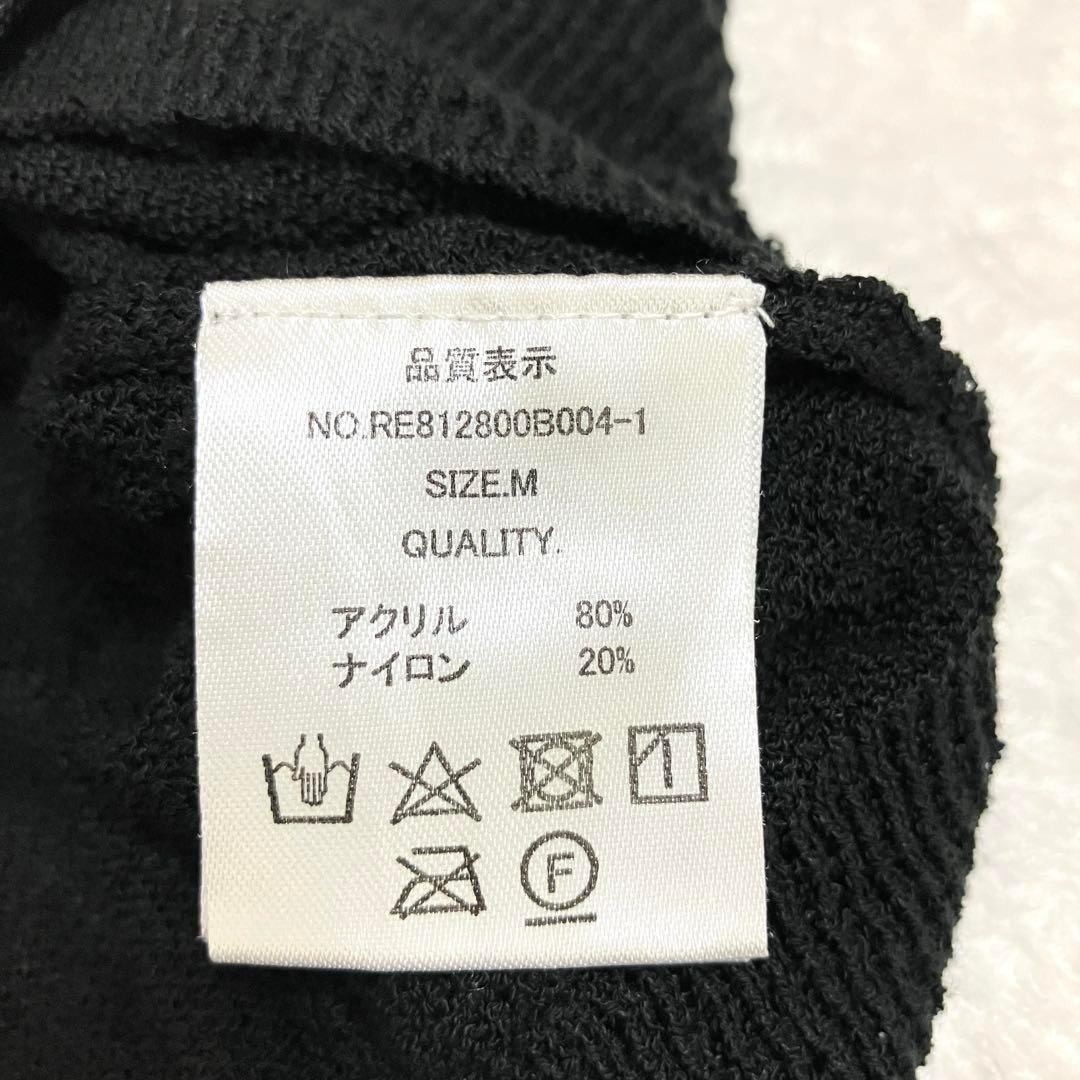 品質表示
NO.RE812800B004-1
SIZE.M
QUALITY.
アクリル 80%
ナイロン 20%
F